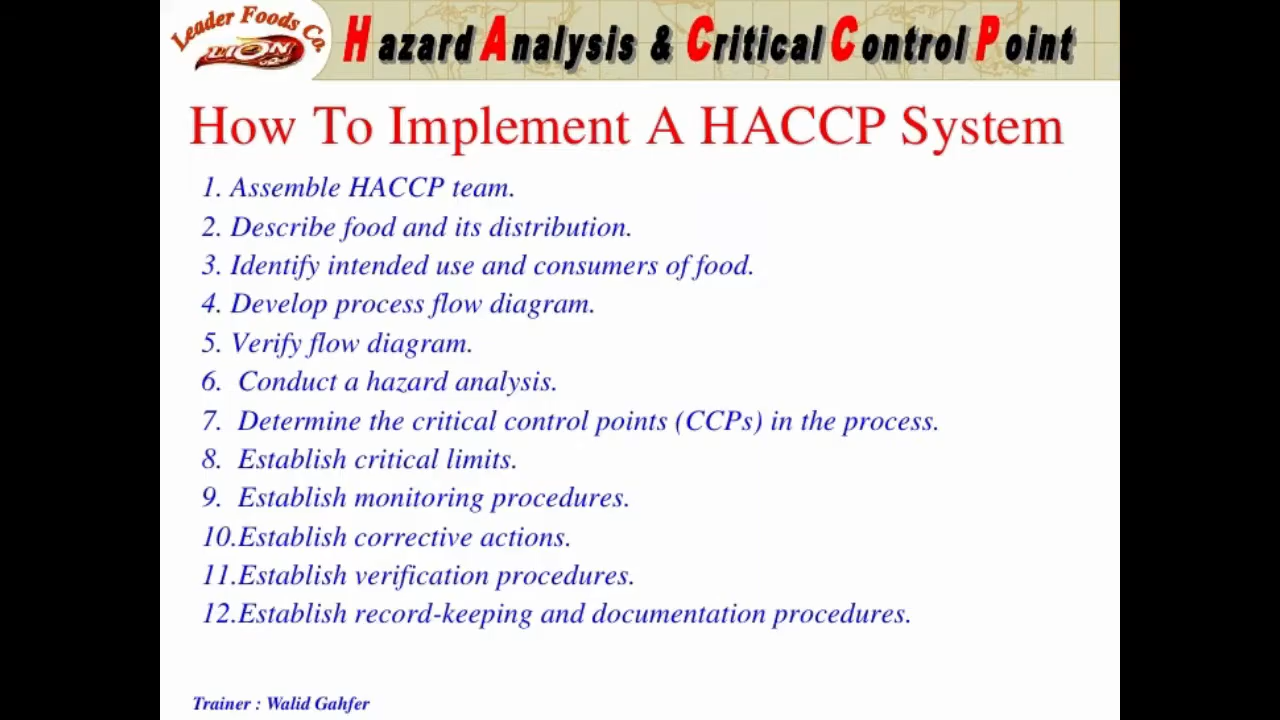 Leader Foods Co.
LION
Hazard Analysis & Critical Control Point
How To Implement A HACCP System
1. Assemble HACCP team.
2. Describe food and its distribution.
3. Identify intended use and consumers of food.
4. Develop process flow diagram.
5. Verify flow diagram.
6. Conduct a hazard analysis.
7. Determine the critical control points (CCPs) in the process.
8. Establish critical limits.
9. Establish monitoring procedures.
10.Establish corrective actions.
11.Establish verification procedures.
12.Establish record-keeping and documentation procedures.
Trainer : Walid Gahfer